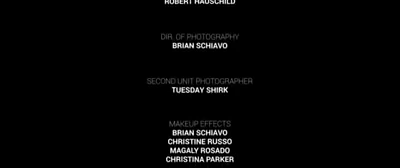 ROBERT HAUSCHILD
DIR. OF PHOTOGRAPHY
BRIAN SCHIAVO
SECOND UNIT PHOTOGRAPHER
TUESDAY SHIRK
MAKEUP EFFECTS
BRIAN SCHIAVO
CHRISTINE RUSSO
MAGALY ROSADO
CHRISTINA PARKER